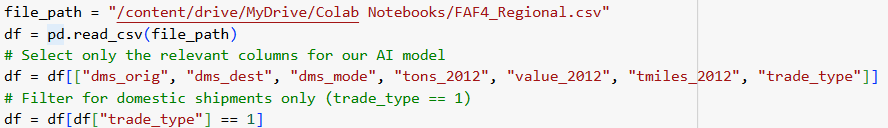 file_path = "/content/drive/MyDrive/Colab Notebooks/FAF4_Regional.csv"
df = pd.read_csv(file_path)
# Select only the relevant columns for our AI model
df = df[["dms_orig", "dms_dest", "dms_mode", "tons_2012", "value_2012", "tmiles_2012", "trade_type"]]
# Filter for domestic shipments only (trade_type == 1)
df = df[df["trade_type"] == 1]